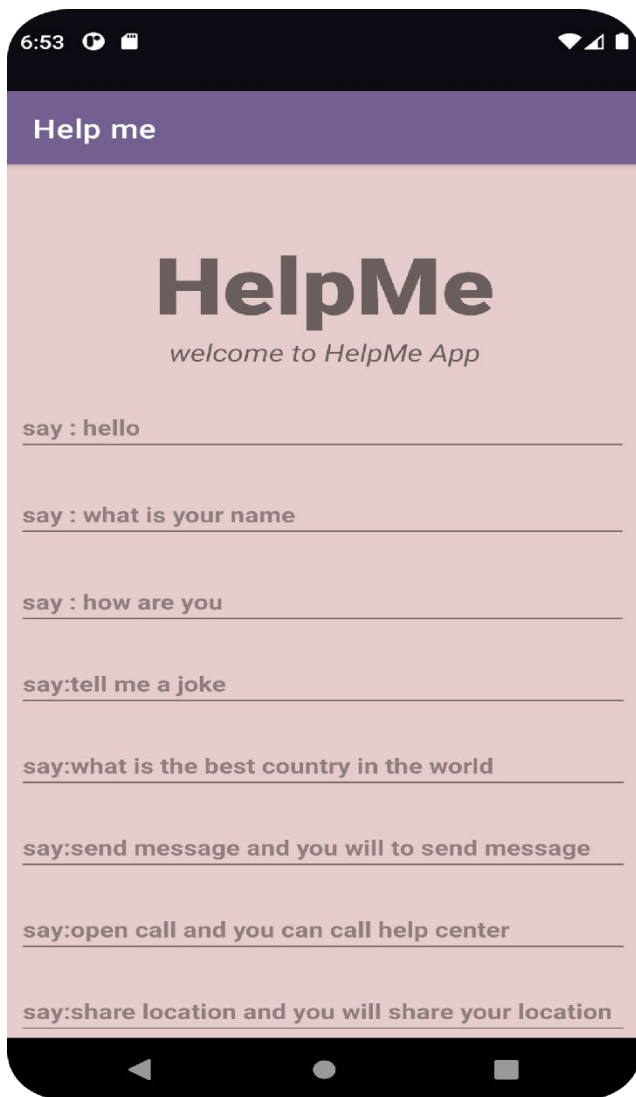 6:53
Help me
HelpMe
welcome to HelpMe App
say : hello
say : what is your name
say : how are you
say:tell me a joke
say:what is the best country in the world
say:send message and you will to send message
say:open call and you can call help center
say:share location and you will share your location